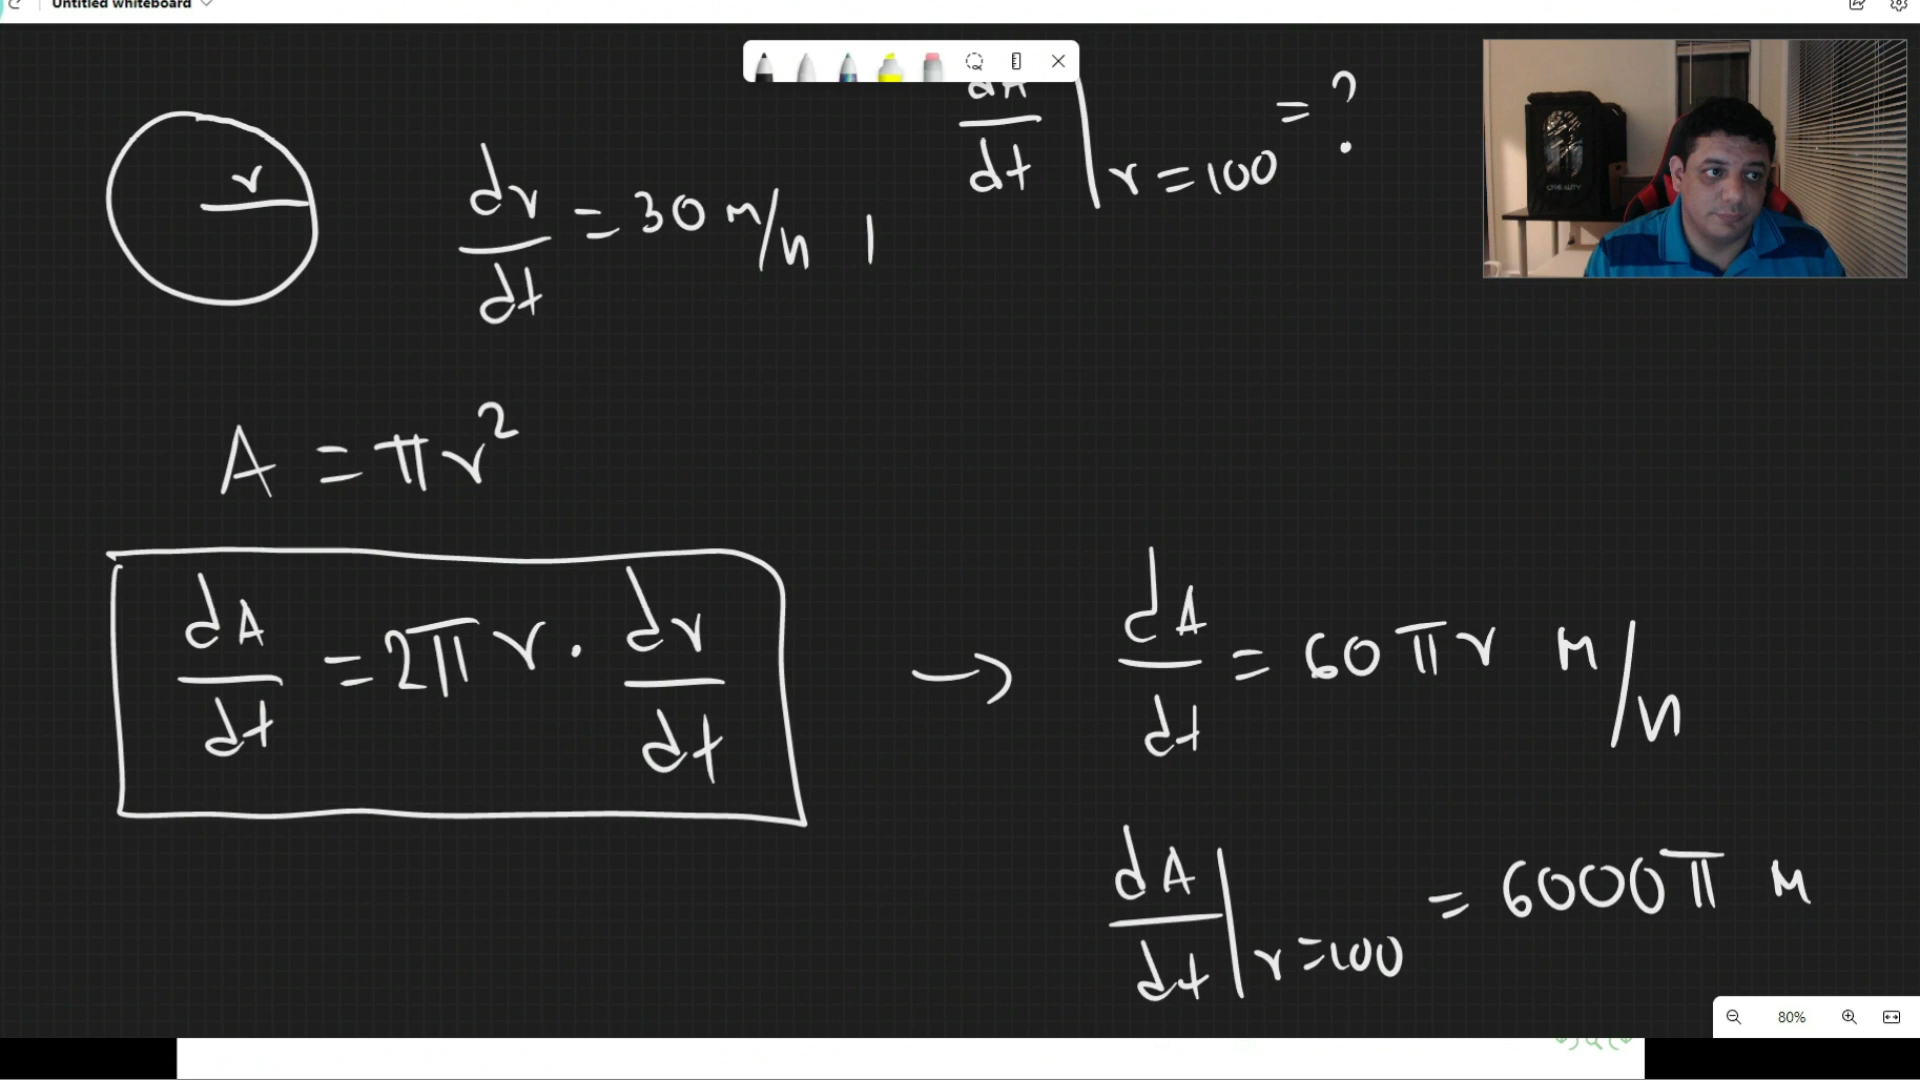 Untitled whiteboard
r
dr/dt = 30 m/h
dA/dt | r = 100 = ?
A = πr²
dA/dt = 2πr · dr/dt → dA/dt = 60πr M/h
dA/dt | r = 100 = 6000π M
80%